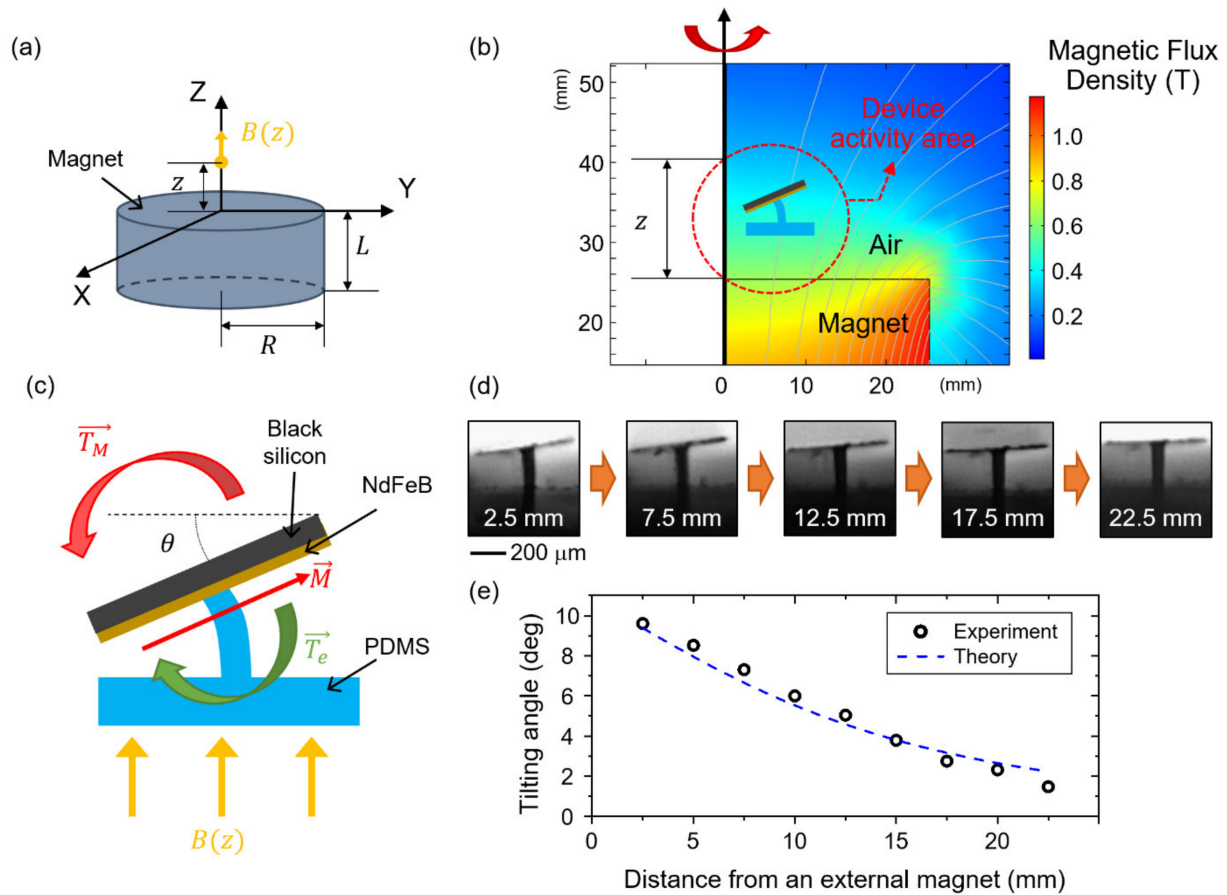 (a)
Z
B(z)
Magnet
z
Y
L
X
R
(b)
(mm)
50
40
30
20
z
Device
activity area
Air
Magnet
0
10
20
(mm)
Magnetic Flux
Density (T)
1.0
0.8
0.6
0.4
0.2
(c)
T_M
Black
silicon
NdFeB
θ
M
T_e
PDMS
B(z)
(d)
2.5 mm
7.5 mm
12.5 mm
17.5 mm
22.5 mm
200 μm
(e)
Tilting angle (deg)
10
8
6
4
2
0
Experiment
Theory
0
5
10
15
20
Distance from an external magnet (mm)